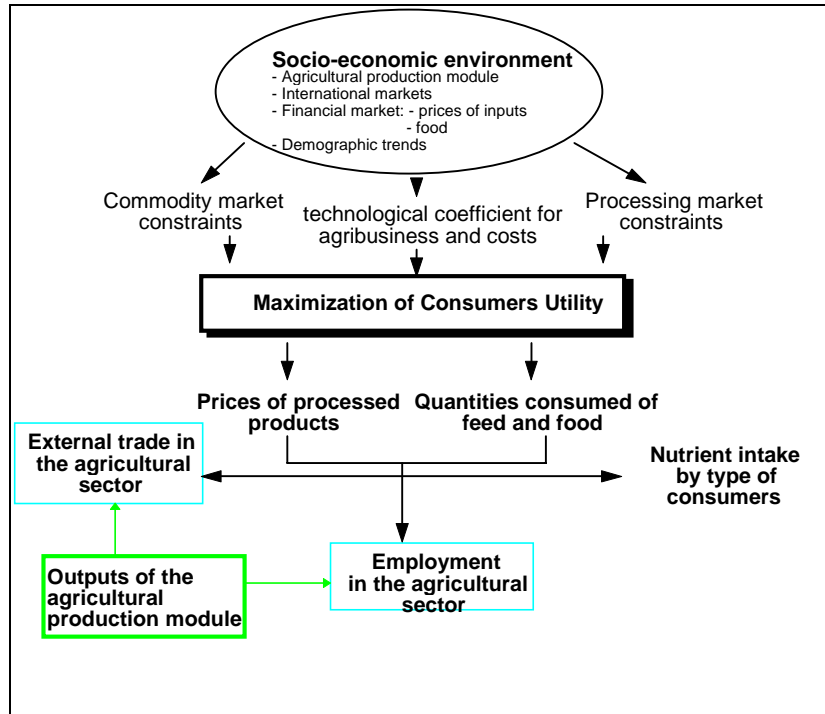 Socio-economic environment
- Agricultural production module
- International markets
- Financial market: - prices of inputs
- food
- Demographic trends
Commodity market
constraints
technological coefficient for
agribusiness and costs
Processing market
constraints
Maximization of Consumers Utility
Prices of processed
products
Quantities consumed of
feed and food
External trade in
the agricultural
sector
Nutrient intake
by type of
consumers
Outputs of the
agricultural
production module
Employment
in the agricultural
sector